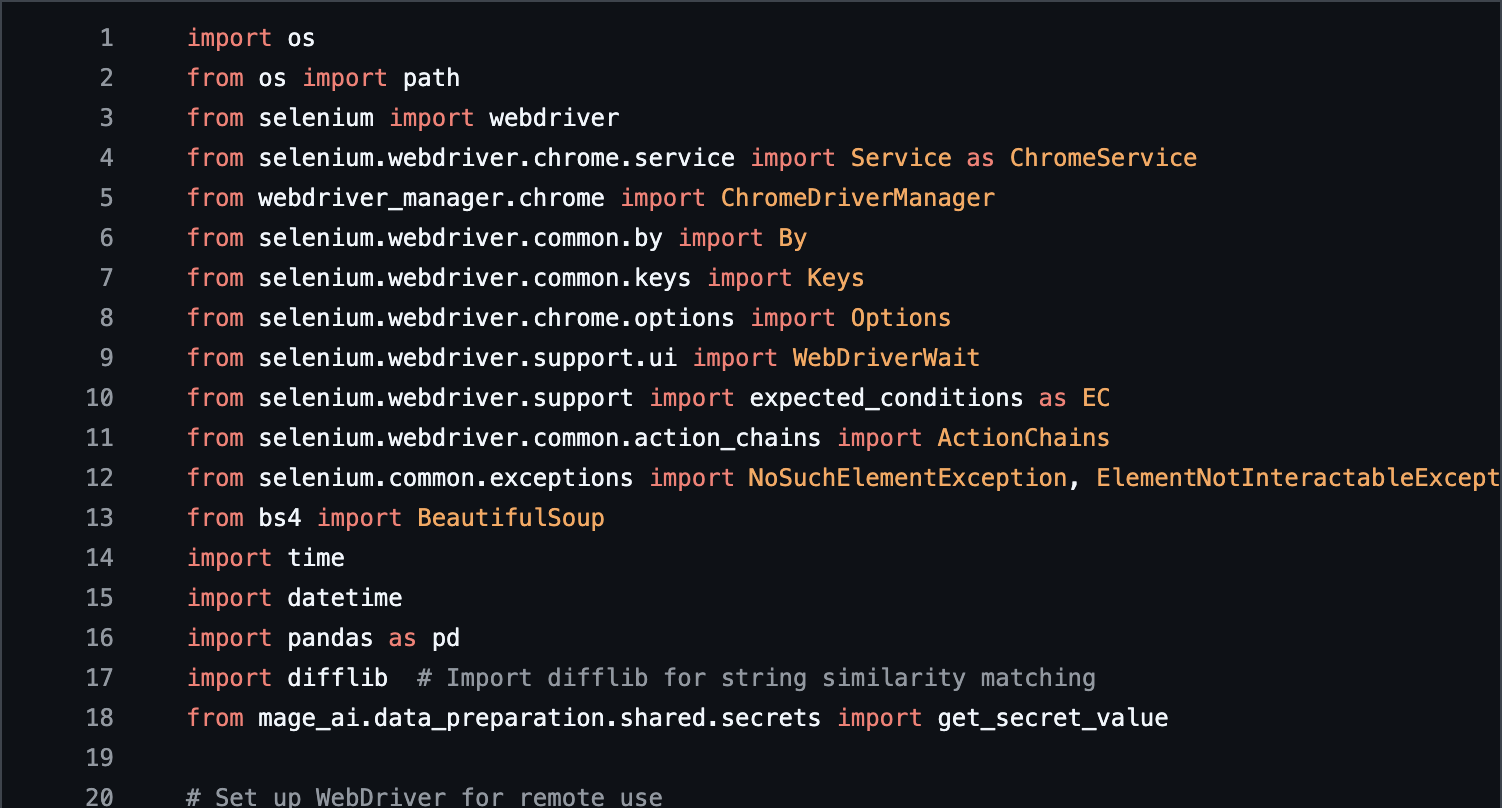 1 import os
2 from os import path
3 from selenium import webdriver
4 from selenium.webdriver.chrome.service import Service as ChromeService
5 from webdriver_manager.chrome import ChromeDriverManager
6 from selenium.webdriver.common.by import By
7 from selenium.webdriver.common.keys import Keys
8 from selenium.webdriver.chrome.options import Options
9 from selenium.webdriver.support.ui import WebDriverWait
10 from selenium.webdriver.support import expected_conditions as EC
11 from selenium.webdriver.common.action_chains import ActionChains
12 from selenium.common.exceptions import NoSuchElementException, ElementNotInteractableExcept
13 from bs4 import BeautifulSoup
14 import time
15 import datetime
16 import pandas as pd
17 import difflib  # Import difflib for string similarity matching
18 from mage_ai.data_preparation.shared.secrets import get_secret_value
19
20 # Set up WebDriver for remote use